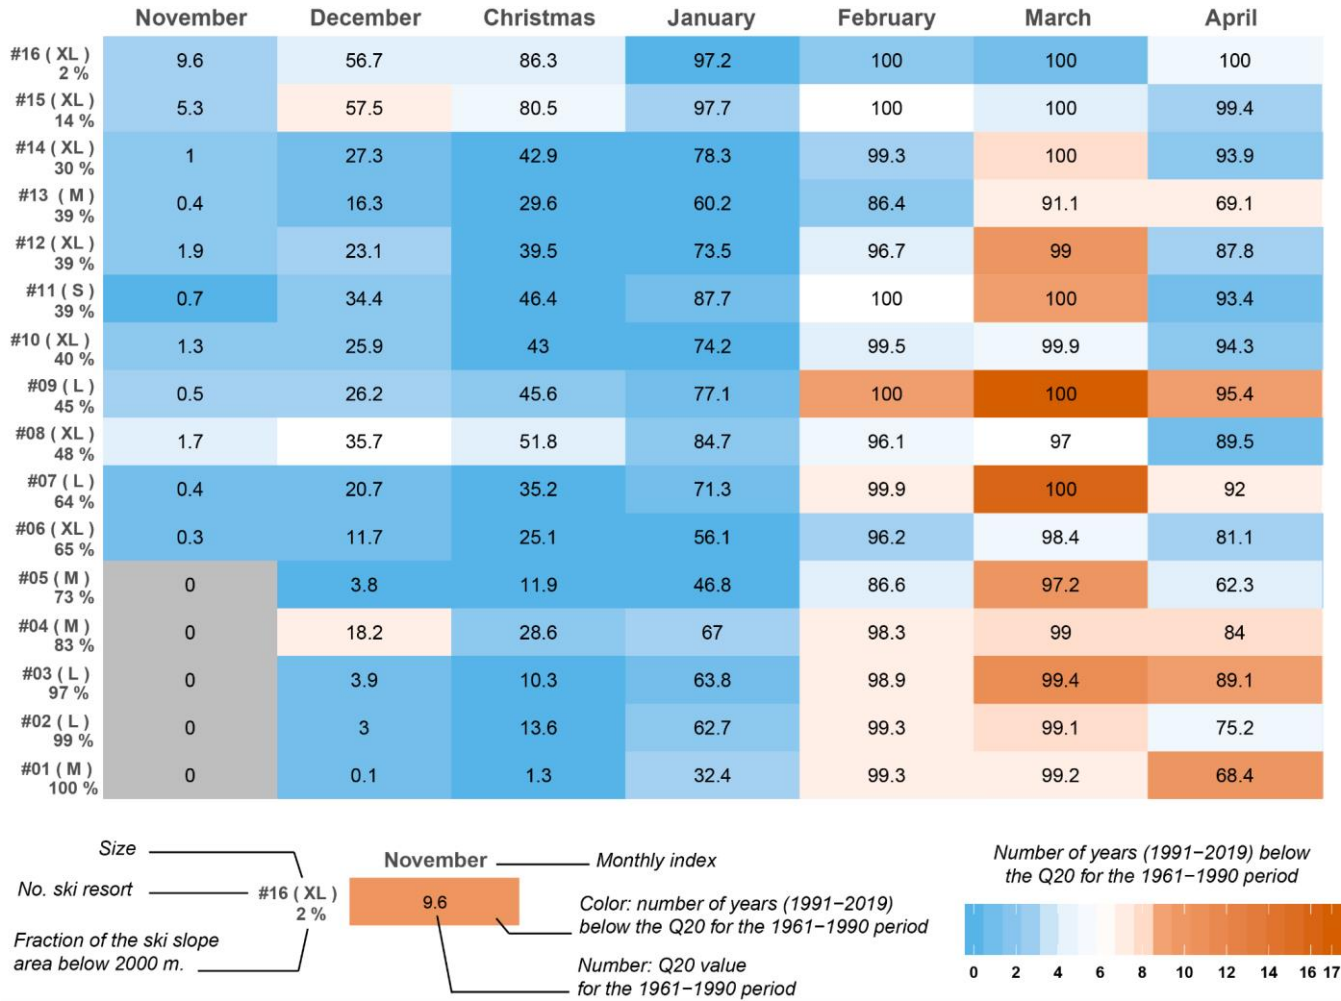 November December Christmas January February March April
#16 ( XL ) 9.6 56.7 86.3 97.2 100 100 100
2 %
#15 ( XL ) 5.3 57.5 80.5 97.7 100 100 99.4
14 %
#14 ( XL ) 1 27.3 42.9 78.3 99.3 100 93.9
30 %
#13 ( M ) 0.4 16.3 29.6 60.2 86.4 91.1 69.1
39 %
#12 ( XL ) 1.9 23.1 39.5 73.5 96.7 99 87.8
39 %
#11 ( S ) 0.7 34.4 46.4 87.7 100 100 93.4
39 %
#10 ( XL ) 1.3 25.9 43 74.2 99.5 99.9 94.3
40 %
#09 ( L ) 0.5 26.2 45.6 77.1 100 100 95.4
45 %
#08 ( XL ) 1.7 35.7 51.8 84.7 96.1 97 89.5
48 %
#07 ( L ) 0.4 20.7 35.2 71.3 99.9 100 92
64 %
#06 ( XL ) 0.3 11.7 25.1 56.1 96.2 98.4 81.1
65 %
#05 ( M ) 0 3.8 11.9 46.8 86.6 97.2 62.3
73 %
#04 ( M ) 0 18.2 28.6 67 98.3 99 84
83 %
#03 ( L ) 0 3.9 10.3 63.8 98.9 99.4 89.1
97 %
#02 ( L ) 0 3 13.6 62.7 99.3 99.1 75.2
99 %
#01 ( M ) 0 0.1 1.3 32.4 99.3 99.2 68.4
100 %
Size
No. ski resort
Fraction of the ski slope
area below 2000 m.
#16 ( XL )
2 %
November
9.6
Monthly index
Color: number of years (1991−2019)
below the Q20 for the 1961−1990 period
Number: Q20 value
for the 1961−1990 period
Number of years (1991−2019) below
the Q20 for the 1961−1990 period
0 2 4 6 8 10 12 14 16 17